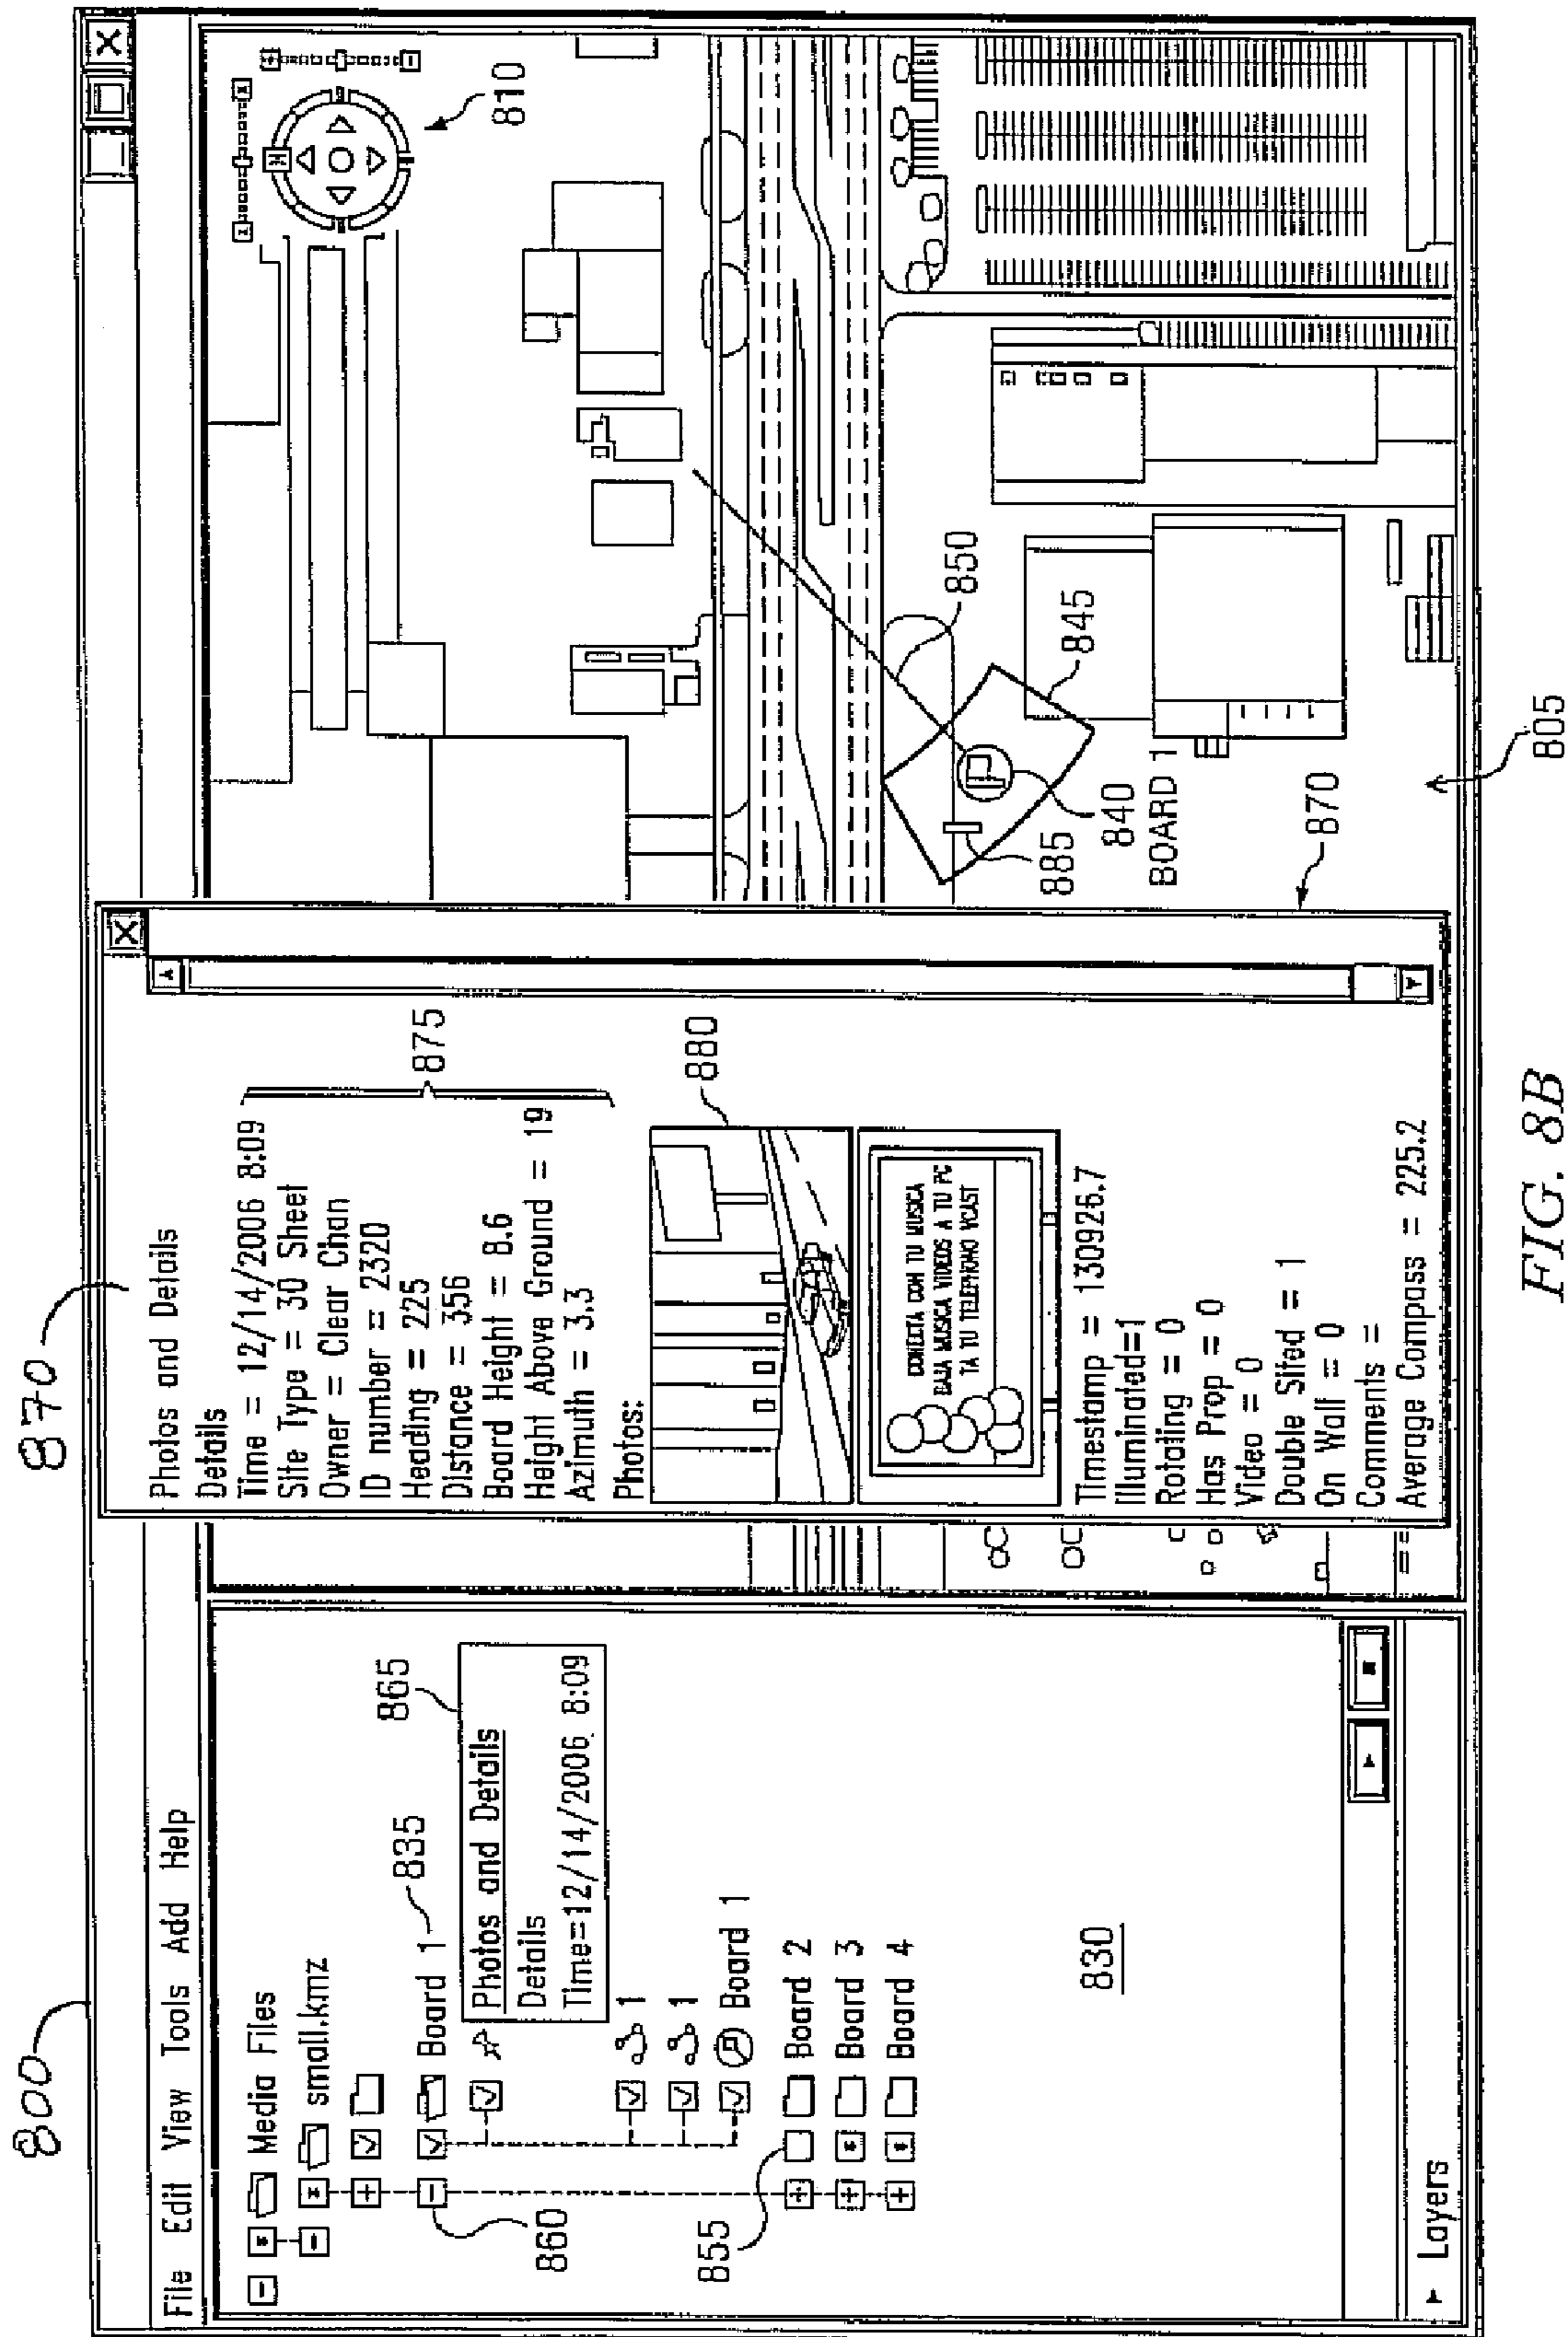 800
870
File Edit View Tools Add Help
Media Files
small.kmz
Board 1
835
865
Photos and Details
Details
Time=12/14/2006 8:09
1
1
Board 1
860
855
Board 2
Board 3
Board 4
830
Layers
Photos and Details
Details
Time = 12/14/2006 8:09
Site Type = 30 Sheet
Owner = Clear Chan
ID number = 2320
Heading = 225
Distance = 356
Board Height = 8.6
Height Above Ground = 19
Azimuth = 3.3
875
Photos:
880
CONECTA CON TU MUSICA
BAJA MUSICA VIDEOS A TU PC
TA TU TELEPHONO VCAST
Timestamp = 130926.7
Illuminated=1
Rotating = 0
Has Prop = 0
Video = 0
Double Sited = 1
On Wall = 0
Comments =
Average Compass = 225.2
N
810
850
845
885
840
BOARD 1
870
805
FIG. 8B